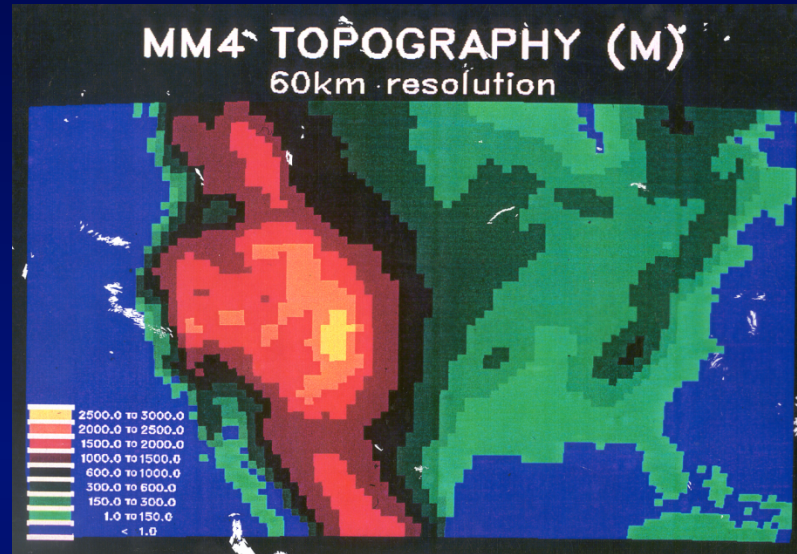 MM4 TOPOGRAPHY (M)
60km resolution
2500.0 TO 3000.0
2000.0 TO 2500.0
1500.0 TO 2000.0
1000.0 TO 1500.0
600.0 TO 1000.0
300.0 TO 600.0
150.0 TO 300.0
1.0 TO 150.0
< 1.0